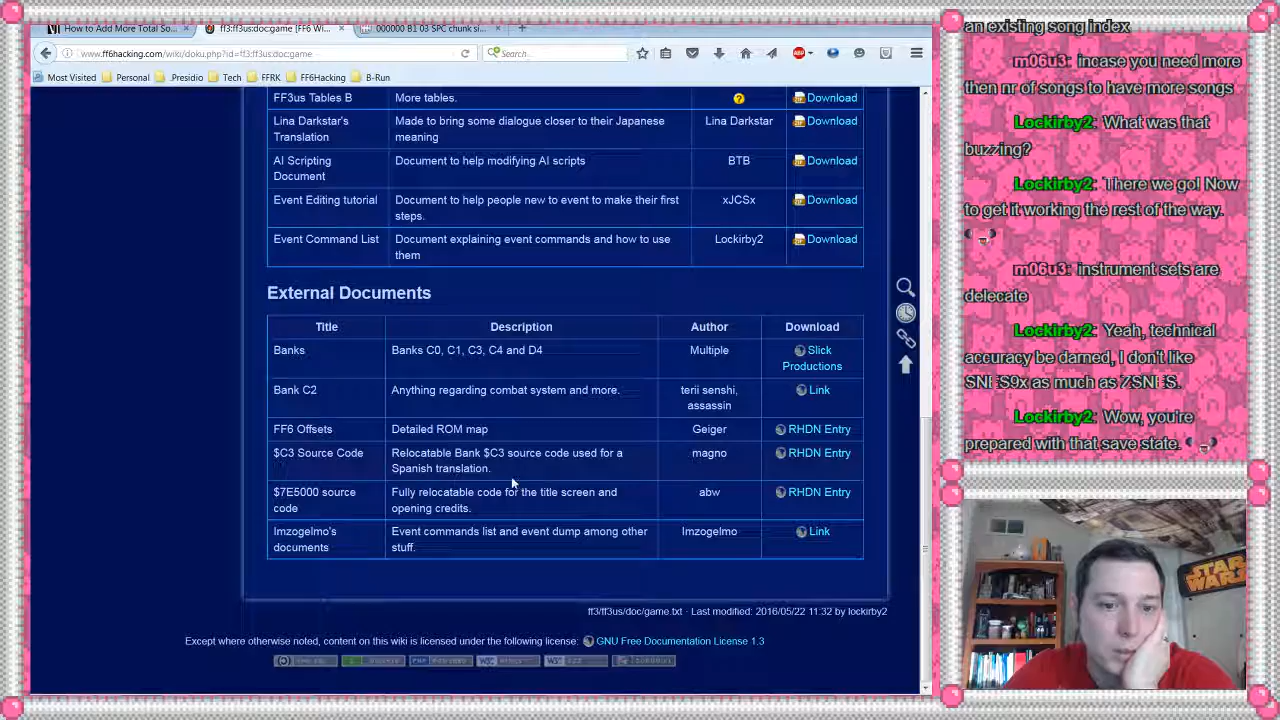 How to Add More Total So...
ff3:ff3us:doc:game [FF6 Wi...
000000 B1 03 SPC chunk si...
www.ff6hacking.com/wiki/doku.php?id=ff3:ff3us:doc:game
Search...
Most Visited Personal .Presidio Tech FFRK FF6Hacking B-Run
FF3us Tables B More tables. Download
Lina Darkstar's Made to bring some dialogue closer to their Japanese Lina Darkstar Download
Translation meaning
AI Scripting Document to help modifying AI scripts BTB Download
Document
Event Editing tutorial Document to help people new to event to make their first xJCSx Download
steps.
Event Command List Document explaining event commands and how to use Lockirby2 Download
them
External Documents
Title Description Author Download
Banks Banks C0, C1, C3, C4 and D4 Multiple Slick
Productions
Bank C2 Anything regarding combat system and more. terii senshi, Link
assassin
FF6 Offsets Detailed ROM map Geiger RHDN Entry
$C3 Source Code Relocatable Bank $C3 source code used for a magno RHDN Entry
Spanish translation.
$7E5000 source Fully relocatable code for the title screen and abw RHDN Entry
code opening credits.
Imzogelmo's Event commands list and event dump among other Imzogelmo Link
documents stuff.
ff3/ff3us/doc/game.txt · Last modified: 2016/05/22 11:32 by lockirby2
Except where otherwise noted, content on this wiki is licensed under the following license: GNU Free Documentation License 1.3
an existing song index
m06u3: incase you need more
then nr of songs to have more songs
Lockirby2: What was that
buzzing?
Lockirby2: There we go! Now
to get it working the rest of the way.
m06u3: instrument sets are
delecate
Lockirby2: Yeah, technical
accuracy be darned, I don't like
SNES9x as much as ZSNES.
Lockirby2: Wow, you're
prepared with that save state.
STAR
WARS